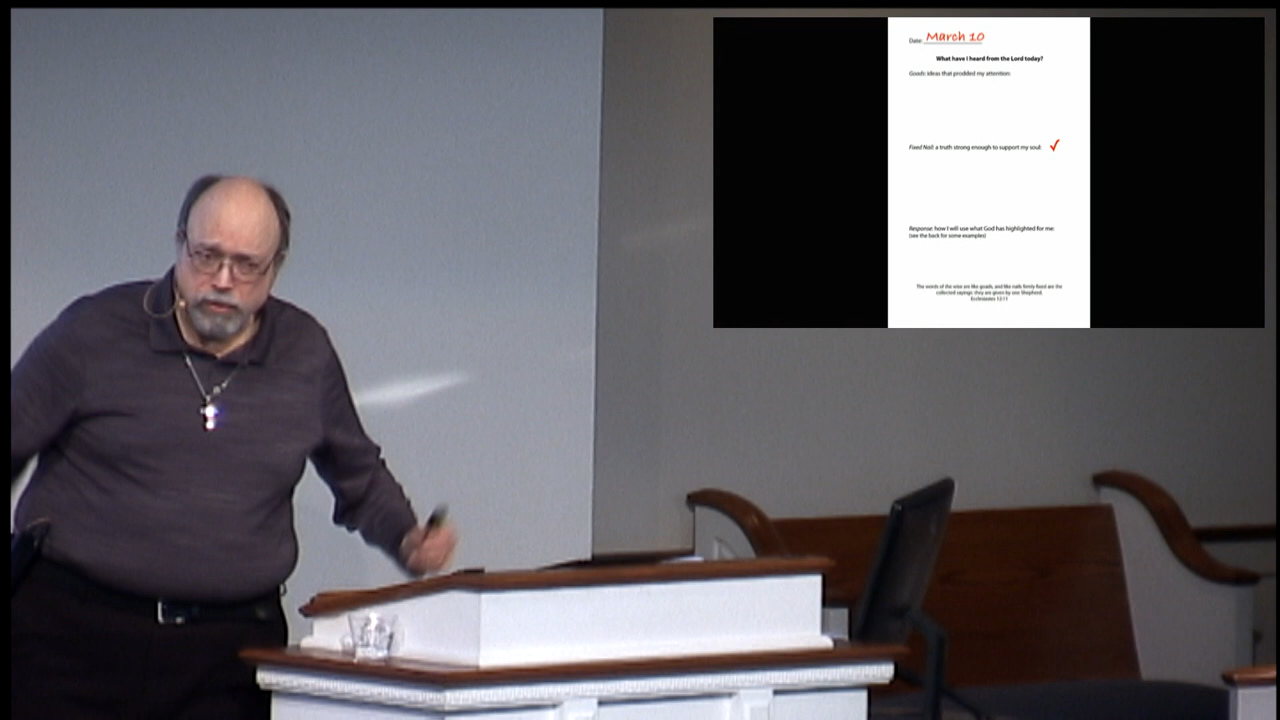 Date: March 10
What have I heard from the Lord today?
Goads: ideas that prodded my attention:
Fixed Nail: a truth strong enough to support my soul: ✓
Response: how I will use what God has highlighted for me:
(see the back for some examples)
The words of the wise are like goads, and like nails firmly fixed are the
collected sayings; they are given by one Shepherd.
Ecclesiastes 12:11